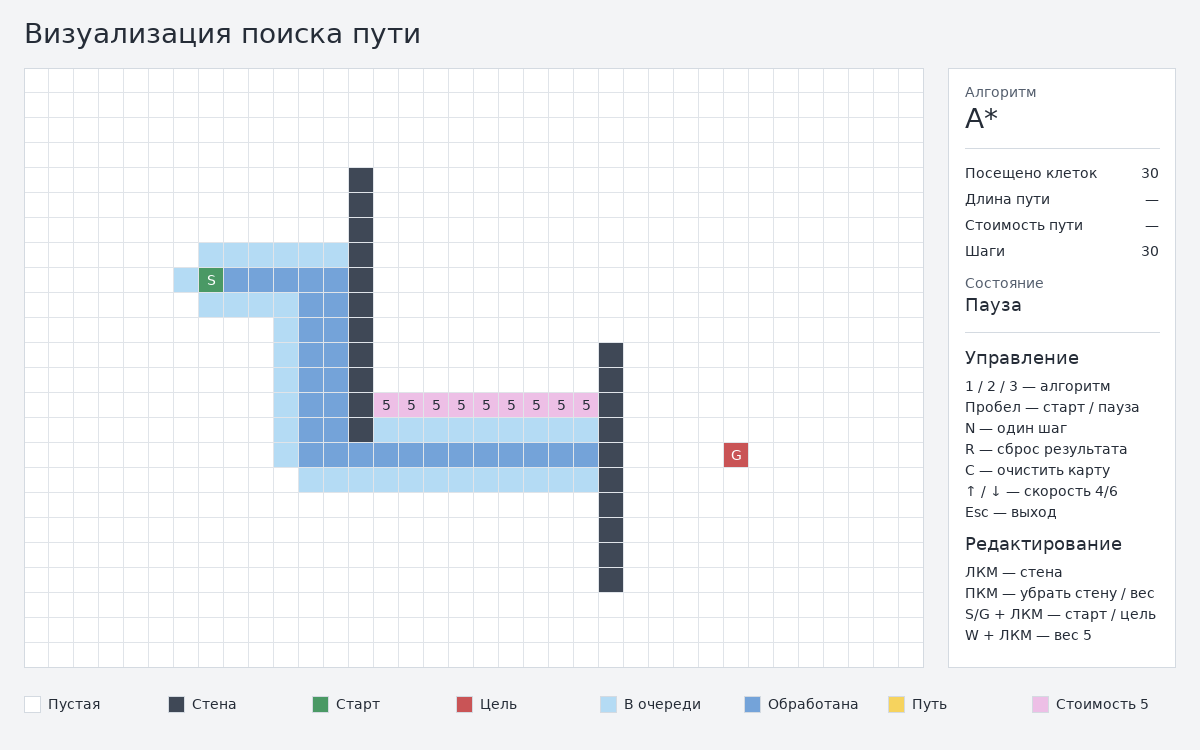 Визуализация поиска пути
Алгоритм
A*
Посещено клеток 30
Длина пути —
Стоимость пути —
Шаги 30
Состояние
Пауза
Управление
1 / 2 / 3 — алгоритм
Пробел — старт / пауза
N — один шаг
R — сброс результата
C — очистить карту
↑ / ↓ — скорость 4/6
Esc — выход
Редактирование
ЛКМ — стена
ПКМ — убрать стену / вес
S/G + ЛКМ — старт / цель
W + ЛКМ — вес 5
S
5 5 5 5 5 5 5 5 5
G
Пустая Стена Старт Цель В очереди Обработана Путь Стоимость 5